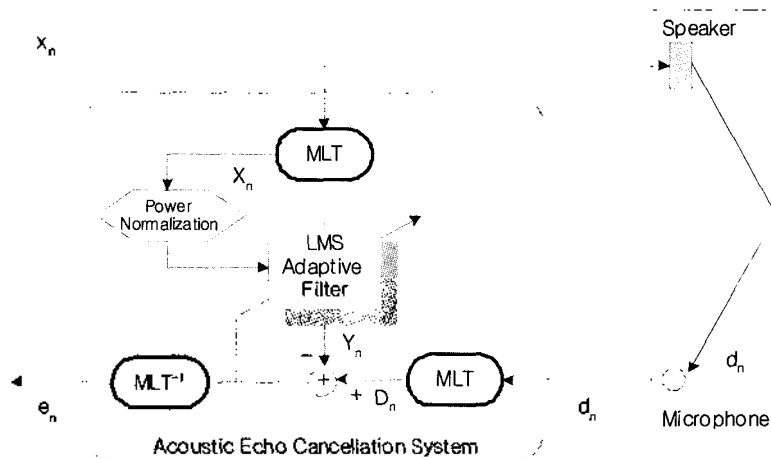 Speaker
x_n
MLT
X_n
Power
Normalization
LMS
Adaptive
Filter
−
Y_n
MLT⁻¹
+
+
D_n
MLT
d_n
d_n
e_n
Microphone
Acoustic Echo Cancellation System